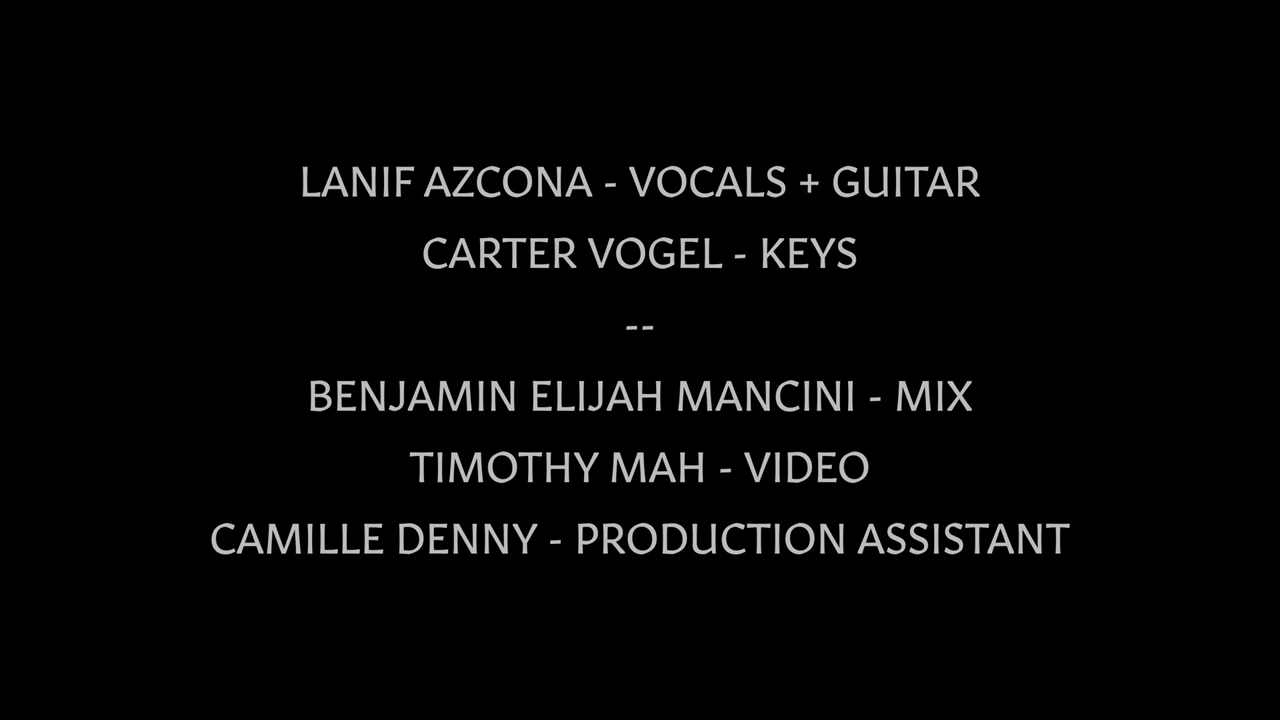 LANIF AZCONA - VOCALS + GUITAR
CARTER VOGEL - KEYS
--
BENJAMIN ELIJAH MANCINI - MIX
TIMOTHY MAH - VIDEO
CAMILLE DENNY - PRODUCTION ASSISTANT